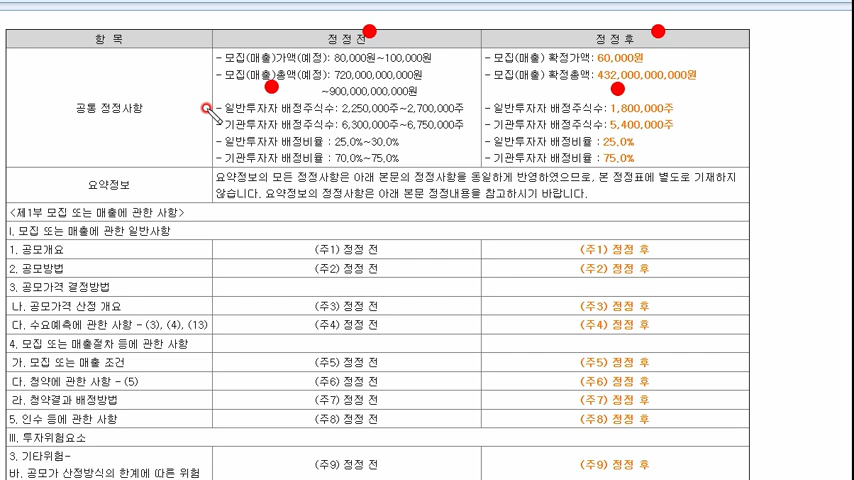 항 목
정 정 전
정 정 후
공통 정정사항
- 모집(매출)가액(예정): 80,000원~100,000원
- 모집(매출)총액(예정): 720,000,000,000원
~900,000,000,000원
- 일반투자자 배정주식수: 2,250,000주~2,700,000주
- 기관투자자 배정주식수: 6,300,000주~6,750,000주
- 일반투자자 배정비율 : 25.0%~30.0%
- 기관투자자 배정비율 : 70.0%~75.0%
- 모집(매출) 확정가액: 60,000원
- 모집(매출) 확정총액: 432,000,000,000원
- 일반투자자 배정주식수: 1,800,000주
- 기관투자자 배정주식수: 5,400,000주
- 일반투자자 배정비율 : 25.0%
- 기관투자자 배정비율 : 75.0%
요약정보
요약정보의 모든 정정사항은 아래 본문의 정정사항을 동일하게 반영하였으므로, 본 정정표에 별도로 기재하지
않습니다. 요약정보의 정정사항은 아래 본문 정정내용을 참고하시기 바랍니다.
<제1부 모집 또는 매출에 관한 사항>
I. 모집 또는 매출에 관한 일반사항
1. 공모개요 (주1) 정정 전 (주1) 정정 후
2. 공모방법 (주2) 정정 전 (주2) 정정 후
3. 공모가격 결정방법
나. 공모가격 산정 개요 (주3) 정정 전 (주3) 정정 후
다. 수요예측에 관한 사항 - (3), (4), (13) (주4) 정정 전 (주4) 정정 후
4. 모집 또는 매출절차 등에 관한 사항
가. 모집 또는 매출 조건 (주5) 정정 전 (주5) 정정 후
다. 청약에 관한 사항 - (5) (주6) 정정 전 (주6) 정정 후
라. 청약결과 배정방법 (주7) 정정 전 (주7) 정정 후
5. 인수 등에 관한 사항 (주8) 정정 전 (주8) 정정 후
III. 투자위험요소
3. 기타위험-
바. 공모가 산정방식의 한계에 따른 위험
(주9) 정정 전 (주9) 정정 후